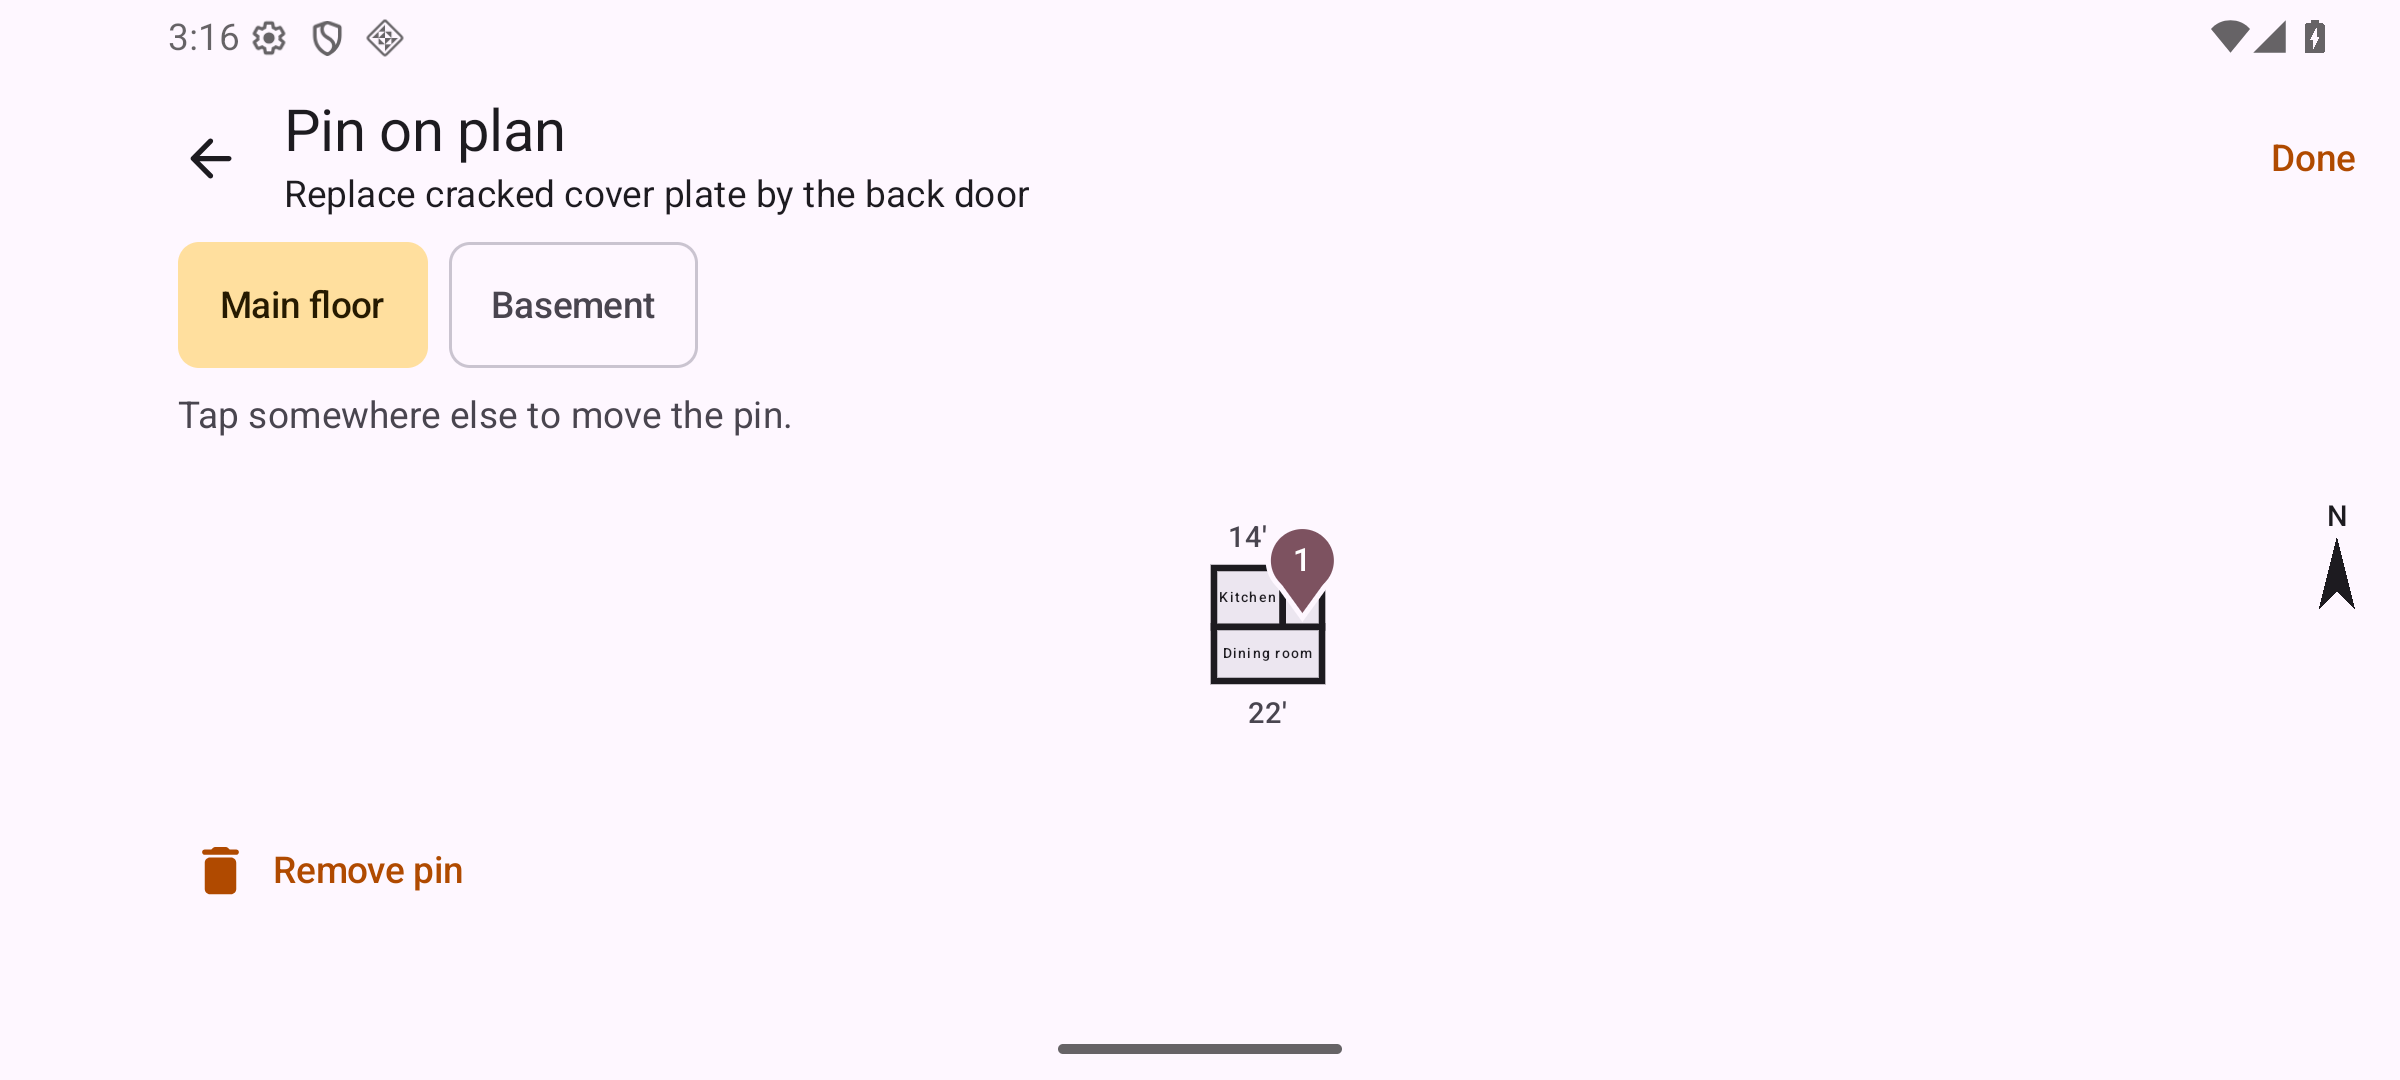 3:16
Pin on plan
Replace cracked cover plate by the back door
Done
Main floor
Basement
Tap somewhere else to move the pin.
N
14'
1
Kitchen
Dining room
22'
Remove pin